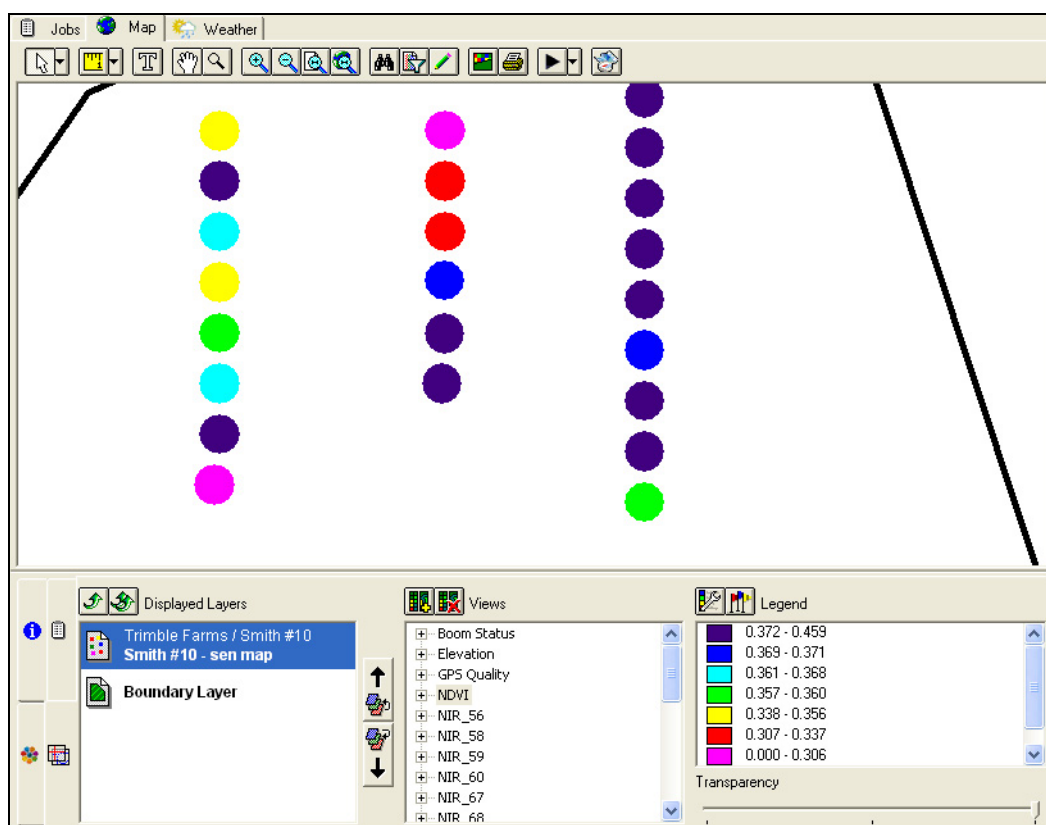 Jobs Map Weather
T
Displayed Layers
Trimble Farms / Smith #10
Smith #10 - sen map
Boundary Layer
Views
Boom Status
Elevation
GPS Quality
NDVI
NIR_56
NIR_58
NIR_59
NIR_60
NIR_67
NIR_68
Legend
0.372 - 0.459
0.369 - 0.371
0.361 - 0.368
0.357 - 0.360
0.338 - 0.356
0.307 - 0.337
0.000 - 0.306
Transparency